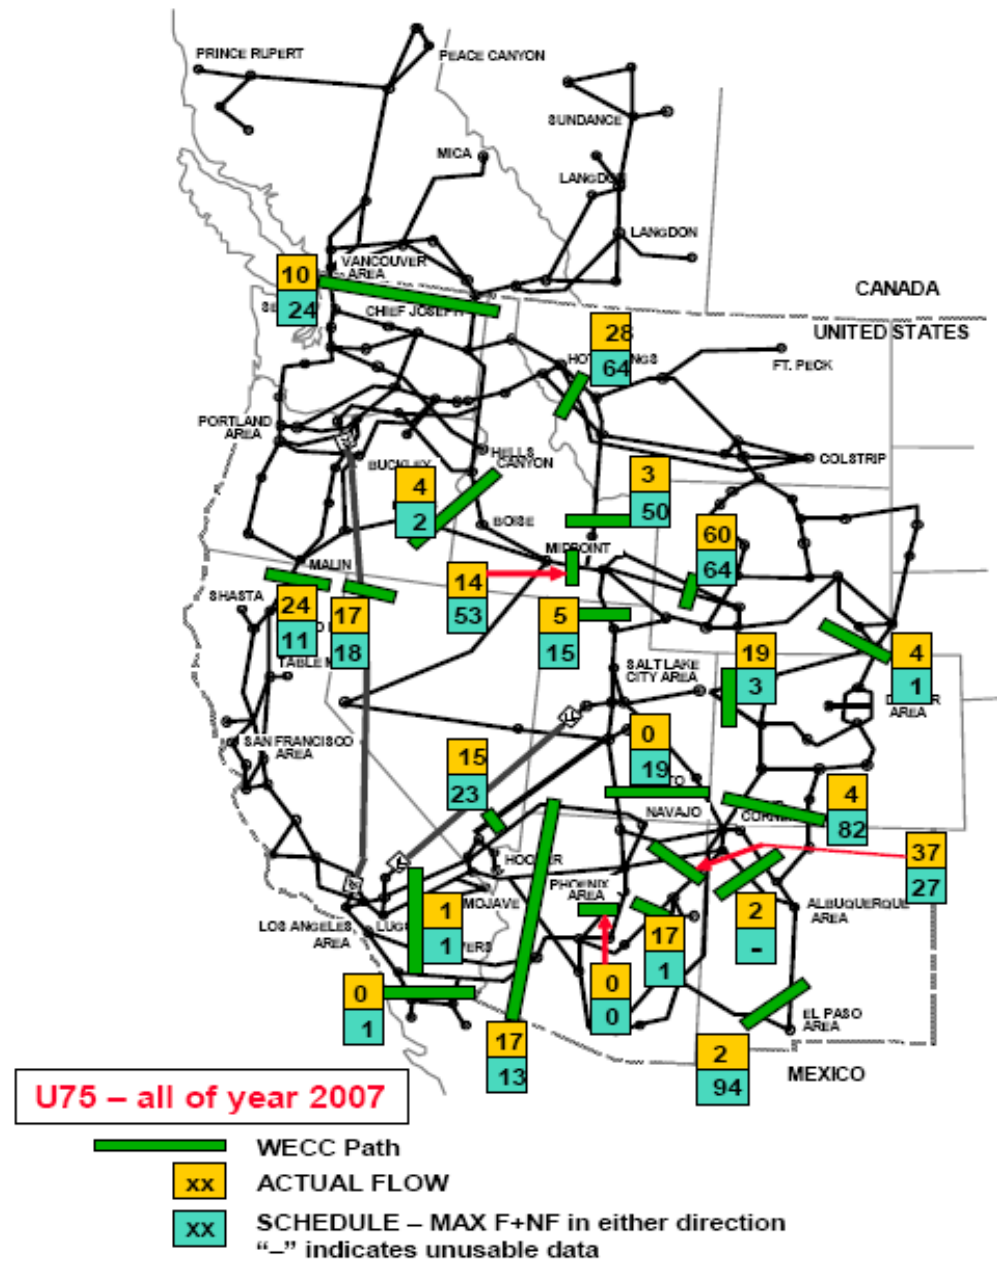 PRINCE RUPERT
PEACE CANYON
SUNDANCE
MICA
LANGDON
LANGDON
VANCOUVER
AREA
CANADA
UNITED STATES
10
24
CHIEF JOSEPH
28
64
FT. PECK
PORTLAND
AREA
COLSTRIP
BUCKLEY
HELLS
CANYON
4
2
3
50
BOISE
60
64
MIDPOINT
MALIN
14
53
SHASTA
24
11
17
18
5
15
SALT LAKE
CITY AREA
19
3
4
1
AREA
SAN FRANCISCO
AREA
15
23
0
19
NAVAJO
4
82
37
27
HOOVER
MOJAVE
PHOENIX
AREA
ALBUQUERQUE
AREA
LOS ANGELES
AREA
1
1
17
1
2
-
0
1
0
0
EL PASO
AREA
17
13
2
94
MEXICO
U75 – all of year 2007
WECC Path
xx ACTUAL FLOW
XX SCHEDULE – MAX F+NF in either direction
“–” indicates unusable data